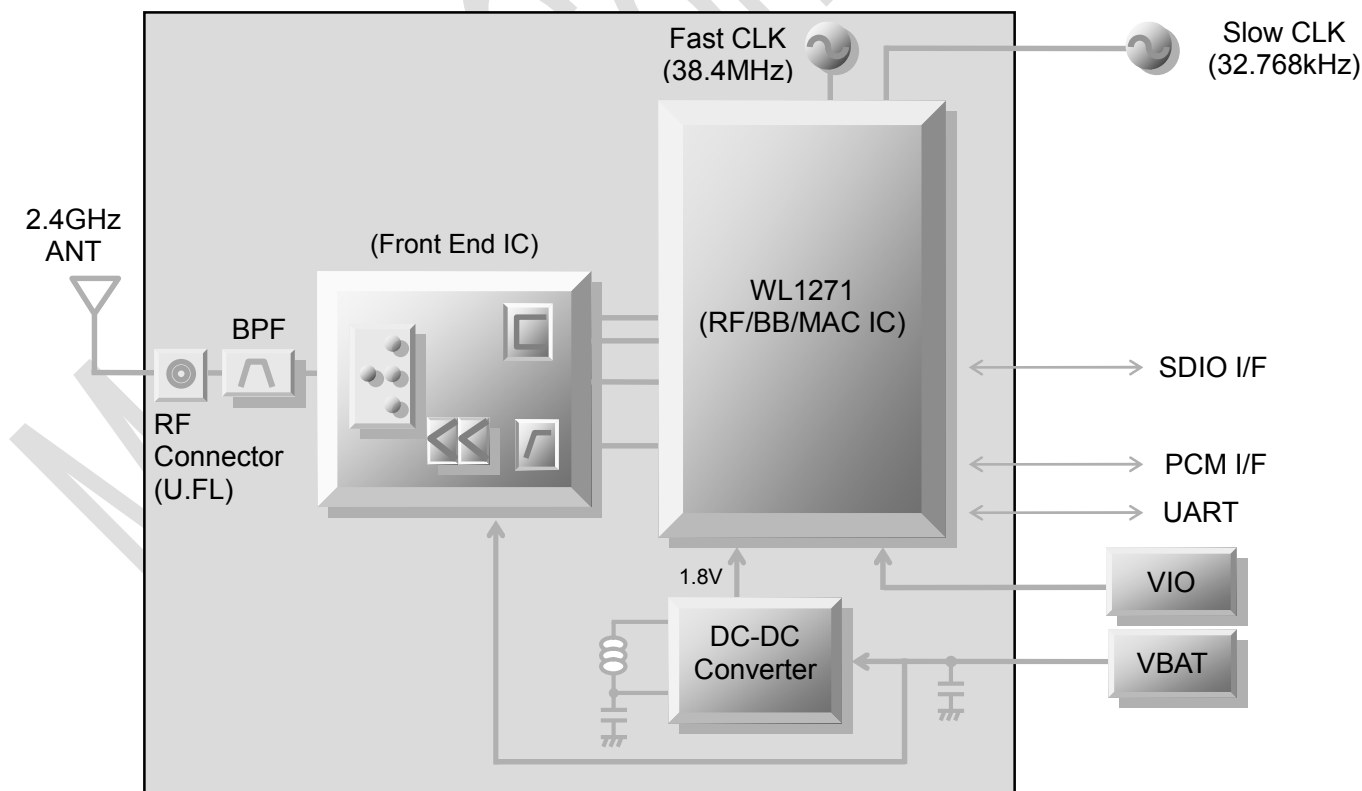 Fast CLK
(38.4MHz)
Slow CLK
(32.768kHz)
2.4GHz
ANT
(Front End IC)
BPF
WL1271
(RF/BB/MAC IC)
RF
Connector
(U.FL)
SDIO I/F
PCM I/F
UART
1.8V
VIO
DC-DC
Converter
VBAT